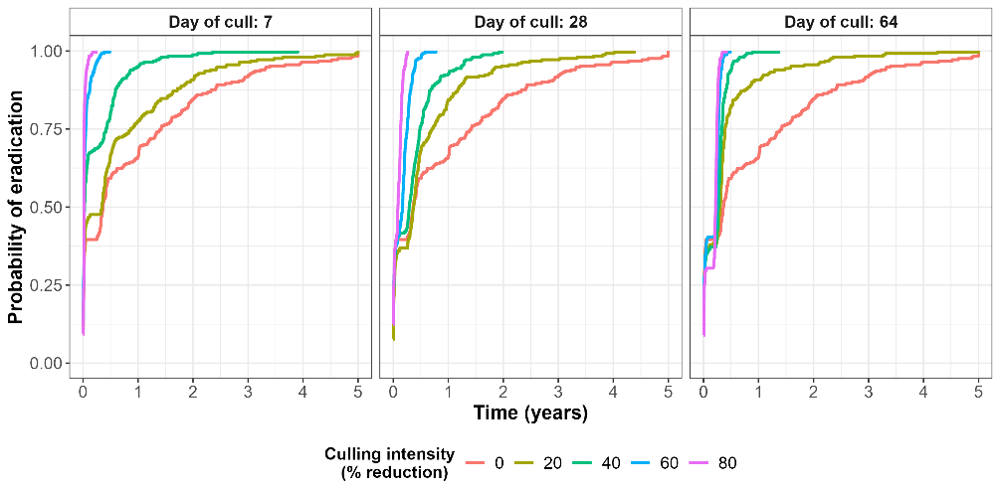 Day of cull: 7
Day of cull: 28
Day of cull: 64
Probability of eradication
1.00
0.75
0.50
0.25
0.00
0 1 2 3 4 5
0 1 2 3 4 5
0 1 2 3 4 5
Time (years)
Culling intensity
(% reduction)
0 20 40 60 80